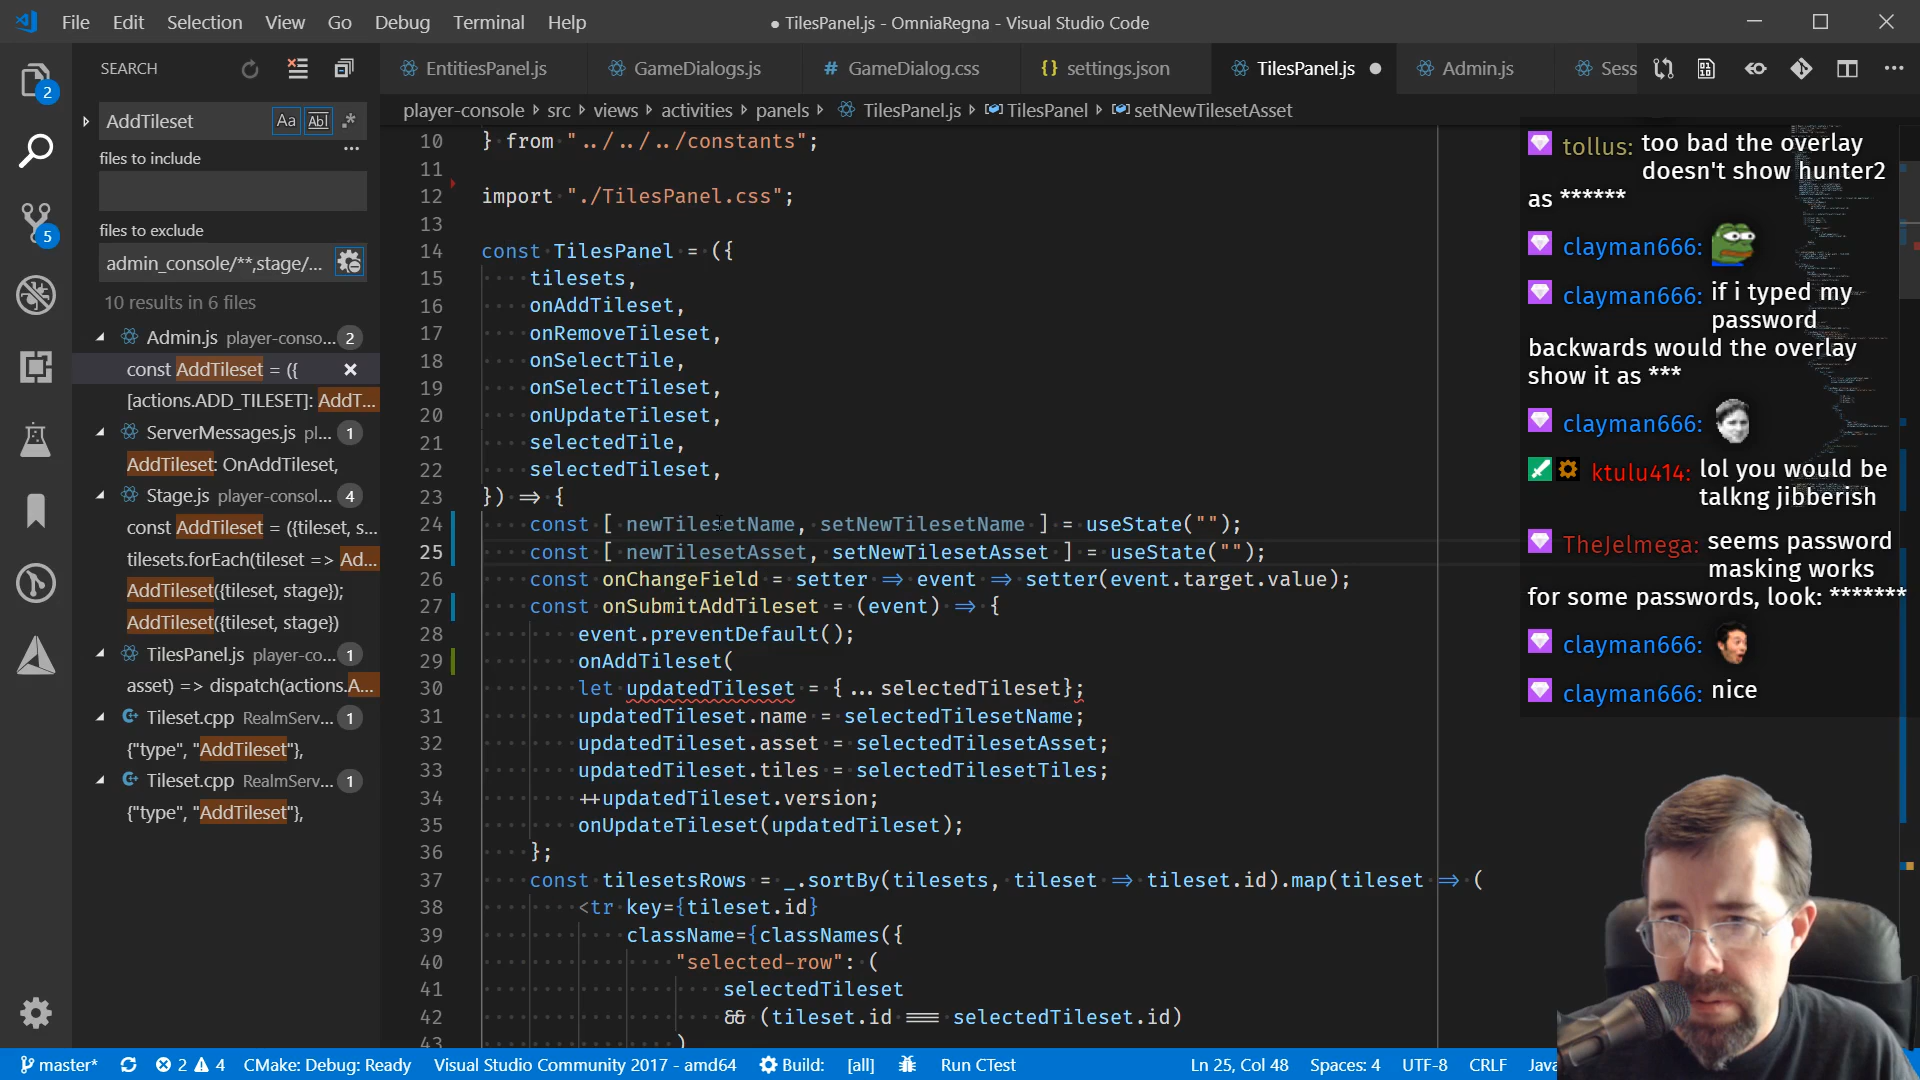 File Edit Selection View Go Debug Terminal Help
● TilesPanel.js - OmniaRegna - Visual Studio Code
SEARCH
EntitiesPanel.js
GameDialogs.js
# GameDialog.css
{} settings.json
TilesPanel.js ●
Admin.js
Sess
player-console › src › views › activities › panels › TilesPanel.js › TilesPanel › setNewTilesetAsset
2
5
AddTileset
Aa Abl .*
files to include
...
files to exclude
admin_console/**,stage/...
10 results in 6 files
Admin.js player-conso... 2
const AddTileset = ({
[actions.ADD_TILESET]: AddT...
ServerMessages.js pl... 1
AddTileset: OnAddTileset,
Stage.js player-consol... 4
const AddTileset = ({tileset, s...
tilesets.forEach(tileset => Ad...
AddTileset({tileset, stage});
AddTileset({tileset, stage})
TilesPanel.js player-co... 1
asset) => dispatch(actions.A...
Tileset.cpp RealmServ... 1
{"type", "AddTileset"},
Tileset.cpp RealmServ... 1
{"type", "AddTileset"},
10 } from "../../../constants";
11
12 import "./TilesPanel.css";
13
14 const TilesPanel = ({
15 tilesets,
16 onAddTileset,
17 onRemoveTileset,
18 onSelectTile,
19 onSelectTileset,
20 onUpdateTileset,
21 selectedTile,
22 selectedTileset,
23 }) => {
24 const [ newTilesetName, setNewTilesetName ] = useState("");
25 const [ newTilesetAsset, setNewTilesetAsset ] = useState("");
26 const onChangeField = setter => event => setter(event.target.value);
27 const onSubmitAddTileset = (event) => {
28 event.preventDefault();
29 onAddTileset(
30 let updatedTileset = {...selectedTileset};
31 updatedTileset.name = selectedTilesetName;
32 updatedTileset.asset = selectedTilesetAsset;
33 updatedTileset.tiles = selectedTilesetTiles;
34 ++updatedTileset.version;
35 onUpdateTileset(updatedTileset);
36 };
37 const tilesetsRows = _.sortBy(tilesets, tileset => tileset.id).map(tileset => (
38 <tr key={tileset.id}
39 className={classNames({
40 "selected-row": (
41 selectedTileset
42 && (tileset.id === selectedTileset.id)
43 )
tollus: too bad the overlay
doesn't show hunter2
as ******
clayman666:
clayman666: if i typed my
password
backwards would the overlay
show it as ***
clayman666:
ktulu414: lol you would be
talkng jibberish
TheJelmega: seems password
masking works
for some passwords, look: *******
clayman666:
clayman666: nice
master* 2 4 CMake: Debug: Ready Visual Studio Community 2017 - amd64 Build: [all] Run CTest Ln 25, Col 48 Spaces: 4 UTF-8 CRLF Java